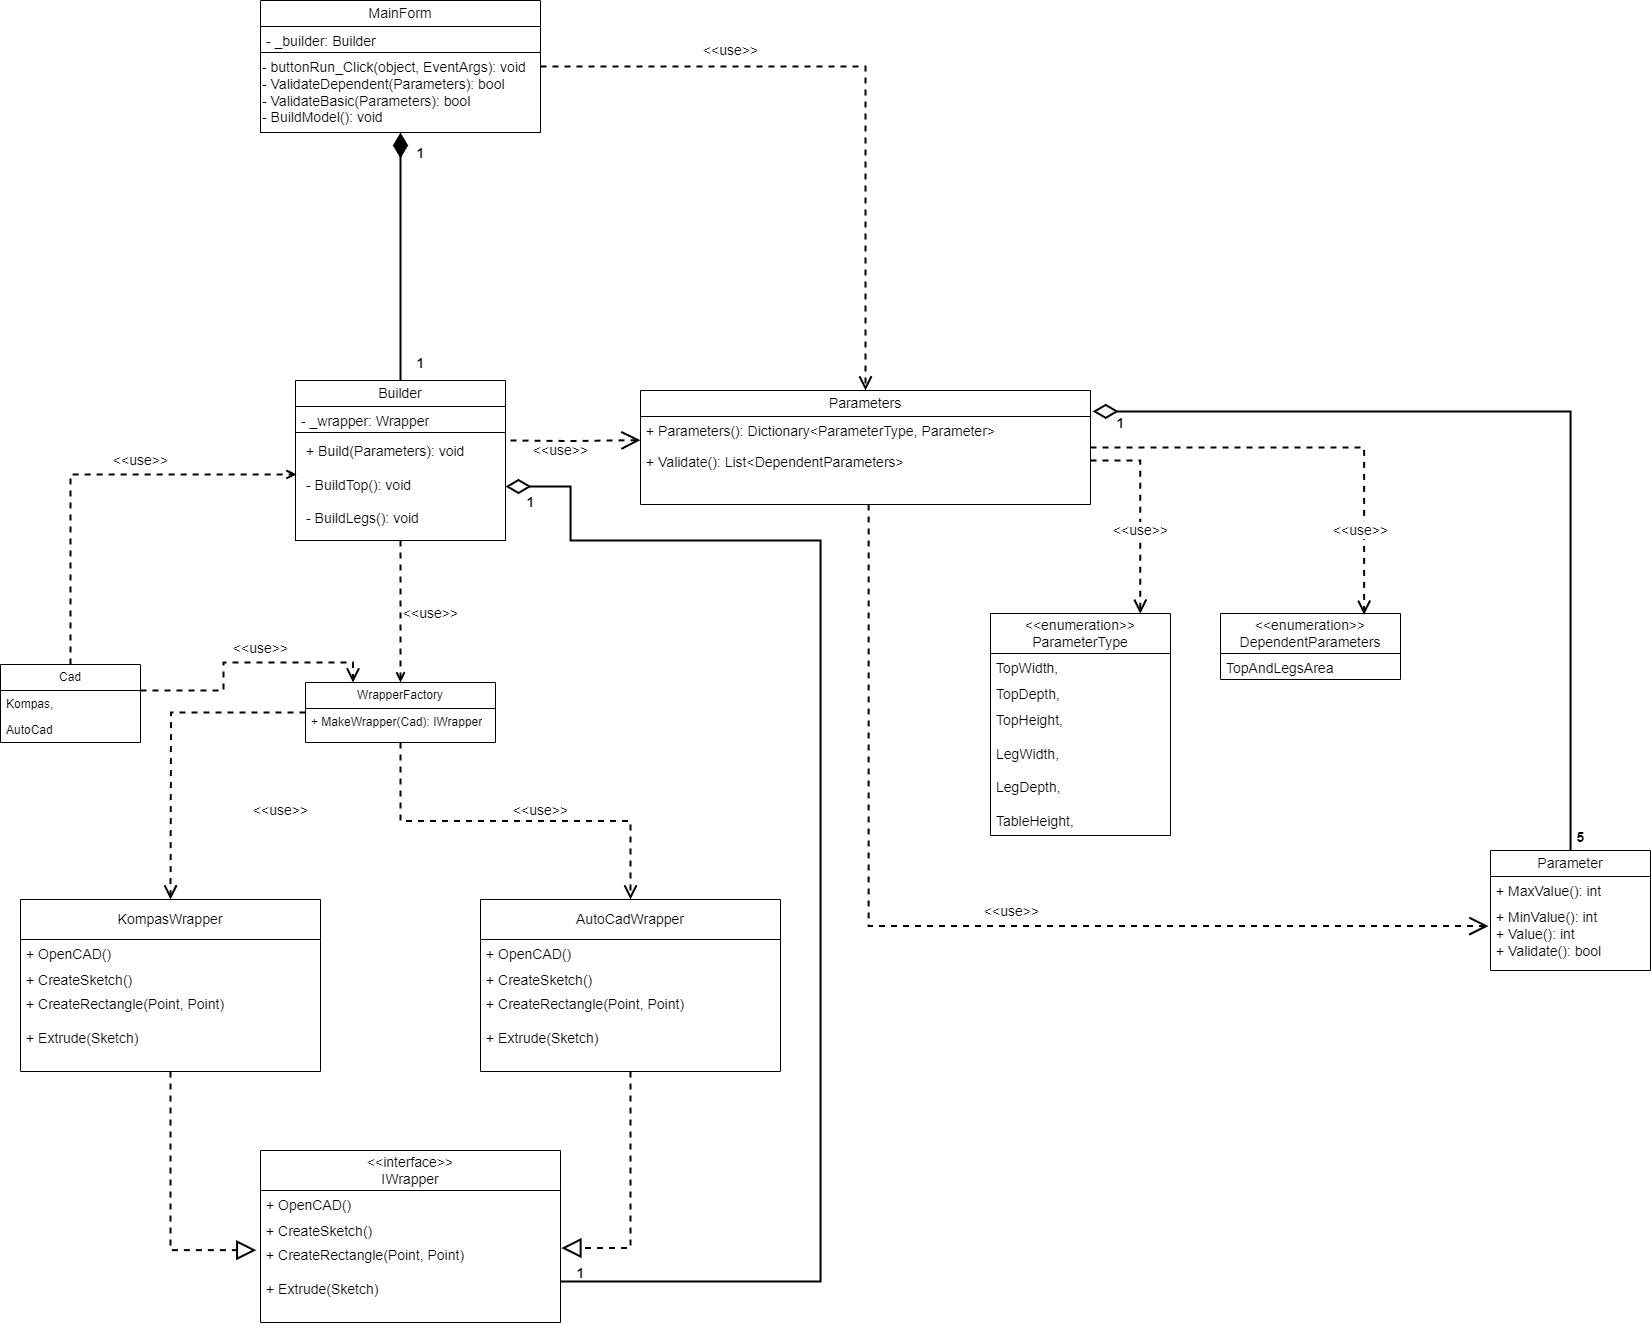 MainForm
- _builder: Builder
- buttonRun_Click(object, EventArgs): void
- ValidateDependent(Parameters): bool
- ValidateBasic(Parameters): bool
- BuildModel(): void
<<use>>
1
1
Builder
- _wrapper: Wrapper
+ Build(Parameters): void
- BuildTop(): void
- BuildLegs(): void
<<use>>
<<use>>
1
Parameters
+ Parameters(): Dictionary<ParameterType, Parameter>
+ Validate(): List<DependentParameters>
1
<<use>>
<<use>>
<<enumeration>>
ParameterType
TopWidth,
TopDepth,
TopHeight,
LegWidth,
LegDepth,
TableHeight,
<<enumeration>>
DependentParameters
TopAndLegsArea
<<use>>
<<use>>
Cad
Kompas,
AutoCad
WrapperFactory
+ MakeWrapper(Cad): IWrapper
<<use>>
<<use>>
5
Parameter
+ MaxValue(): int
+ MinValue(): int
+ Value(): int
+ Validate(): bool
<<use>>
KompasWrapper
+ OpenCAD()
+ CreateSketch()
+ CreateRectangle(Point, Point)
+ Extrude(Sketch)
AutoCadWrapper
+ OpenCAD()
+ CreateSketch()
+ CreateRectangle(Point, Point)
+ Extrude(Sketch)
<<interface>>
IWrapper
+ OpenCAD()
+ CreateSketch()
+ CreateRectangle(Point, Point)
+ Extrude(Sketch)
1